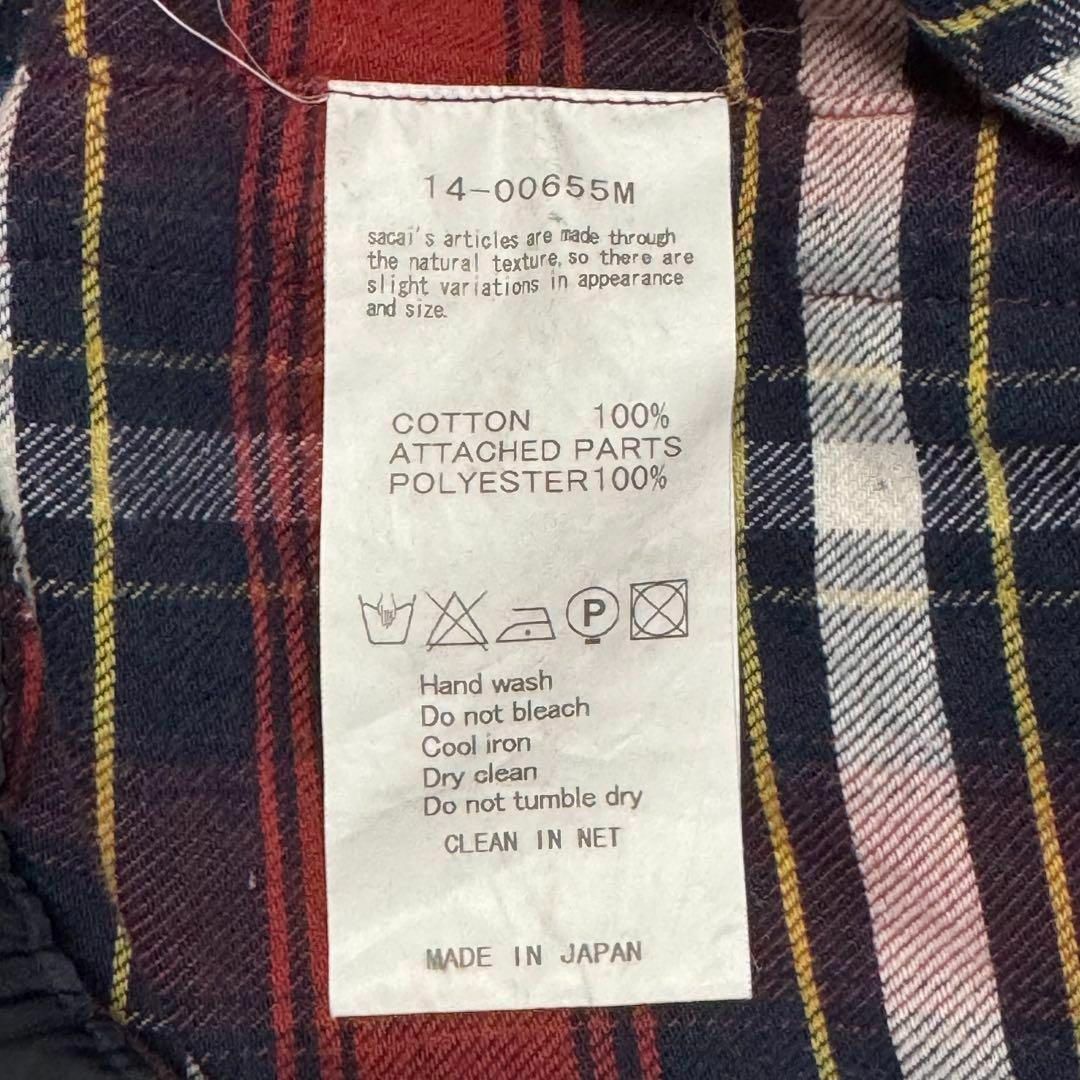 14-00655M
sacai's articles are made through
the natural texture, so there are
slight variations in appearance
and size.
COTTON 100%
ATTACHED PARTS
POLYESTER 100%
P
Hand wash
Do not bleach
Cool iron
Dry clean
Do not tumble dry
CLEAN IN NET
MADE IN JAPAN